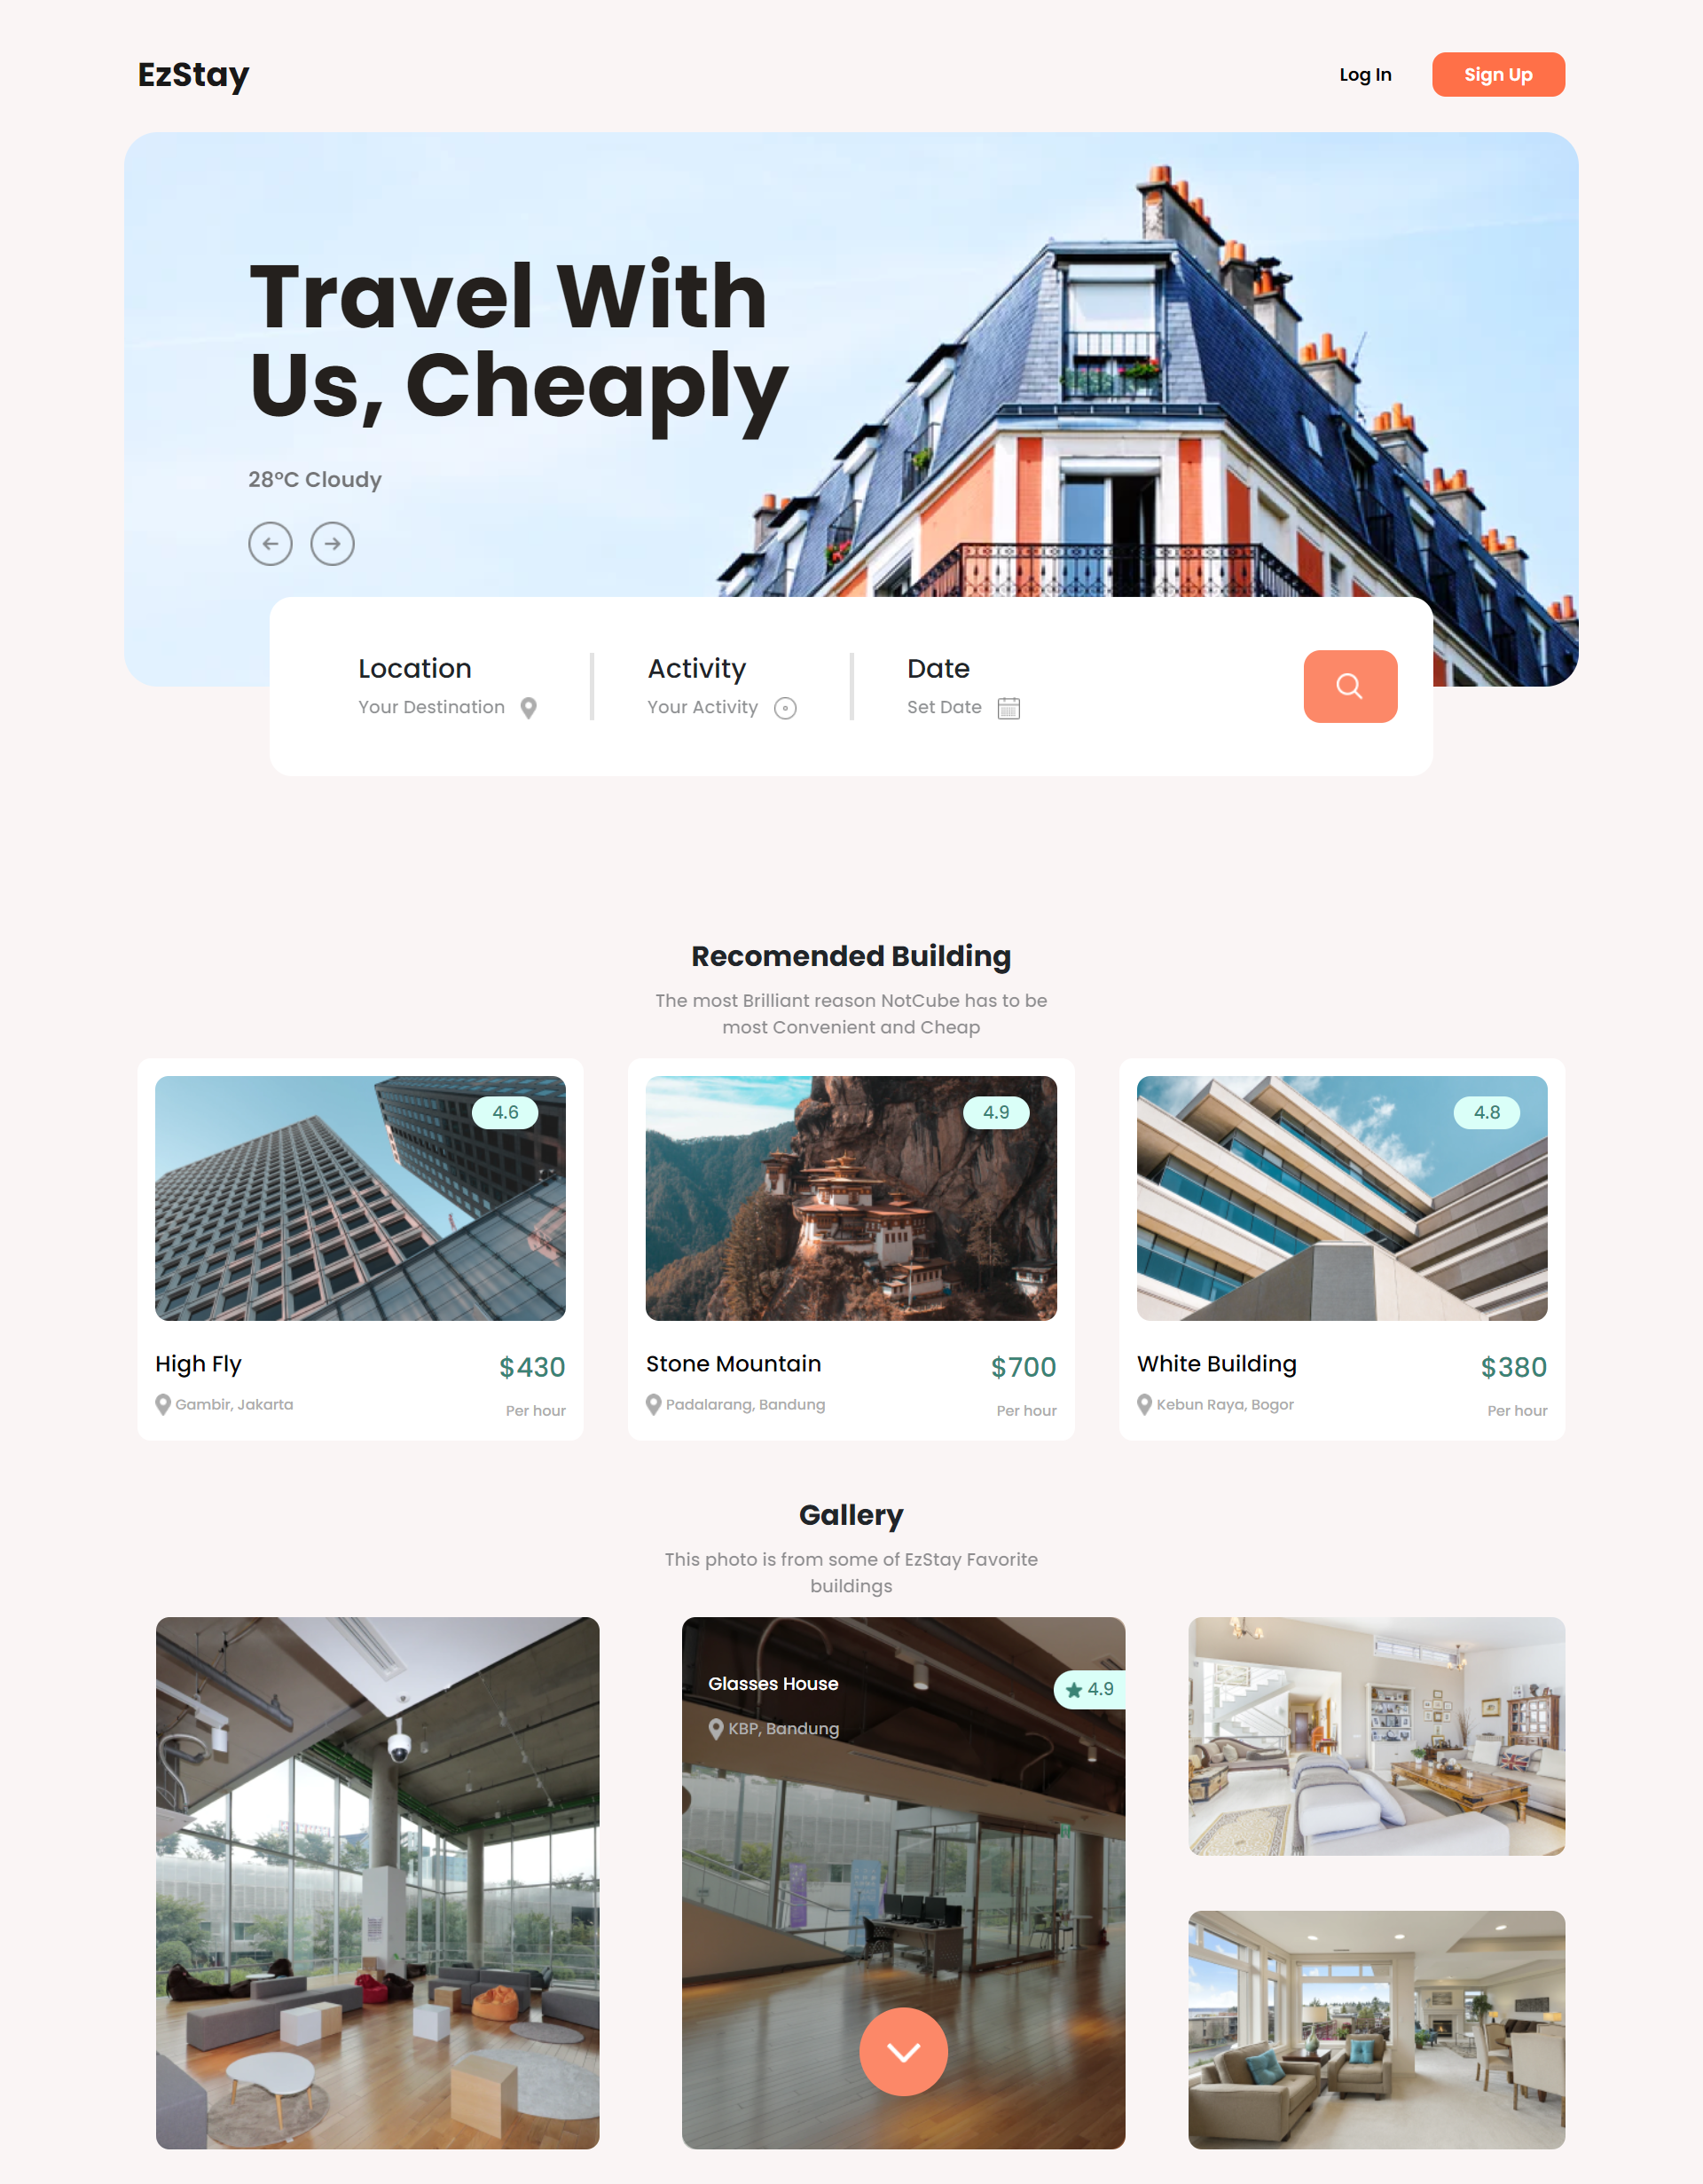 EzStay
Log In
Sign Up
Travel With
Us, Cheaply
28°C Cloudy
Location
Your Destination
Activity
Your Activity
Date
Set Date
Recomended Building
The most Brilliant reason NotCube has to be
most Convenient and Cheap
4.6
High Fly
$430
Gambir, Jakarta
Per hour
4.9
Stone Mountain
$700
Padalarang, Bandung
Per hour
4.8
White Building
$380
Kebun Raya, Bogor
Per hour
Gallery
This photo is from some of EzStay Favorite
buildings
Glasses House
4.9
KBP, Bandung